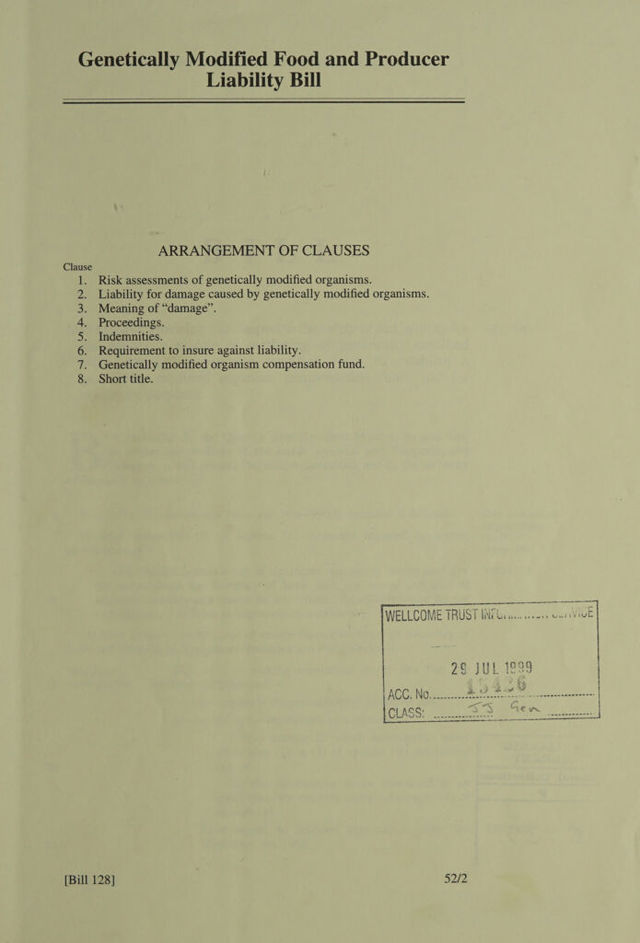 Genetically Modified Food and Producer
Liability Bill
ARRANGEMENT OF CLAUSES
Clause
1. Risk assessments of genetically modified organisms.
2. Liability for damage caused by genetically modified organisms.
3. Meaning of “damage”.
4. Proceedings.
5. Indemnities.
6. Requirement to insure against liability.
7. Genetically modified organism compensation fund.
8. Short title.
WELLCOME TRUST
29 JUL 1999
ACC. No.
CLASS: JJ Gen
[Bill 128]
52/2